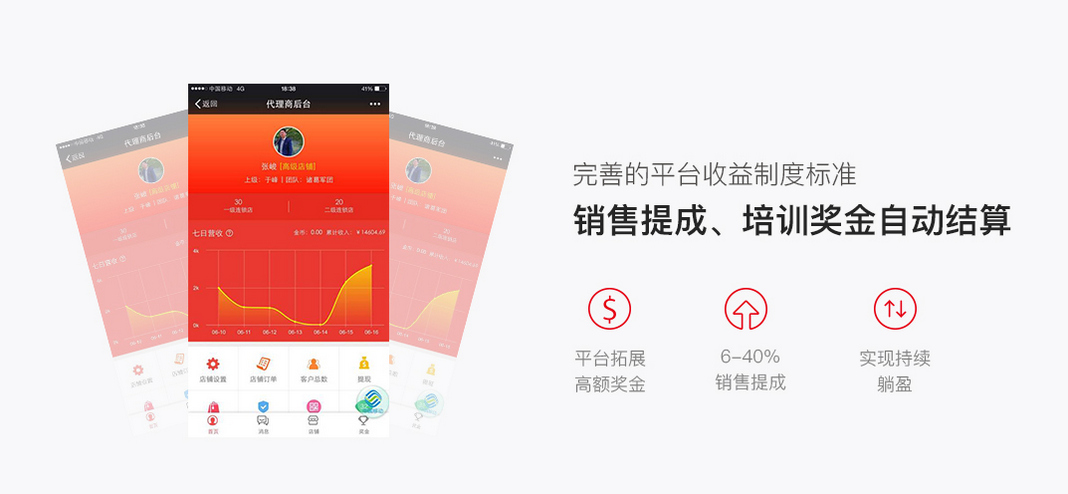 中国移动 4G 18:38 41%
返回 代理商后台
张峻 [高级店铺]
上级：于峰 | 团队：诸葛军团
30 20
一级连锁店 二级连锁店
七日营收 ? 金币：0.00 累计收入：￥14604.69
4k
2k
0k
06-10 06-11 06-12 06-13 06-14 06-15 06-16
店铺设置 店铺订单 客户总数 提现
中国移动
首页 消息 店铺 奖金
完善的平台收益制度标准
销售提成、培训奖金自动结算
$
平台拓展
高额奖金
6-40%
销售提成
实现持续
躺盈